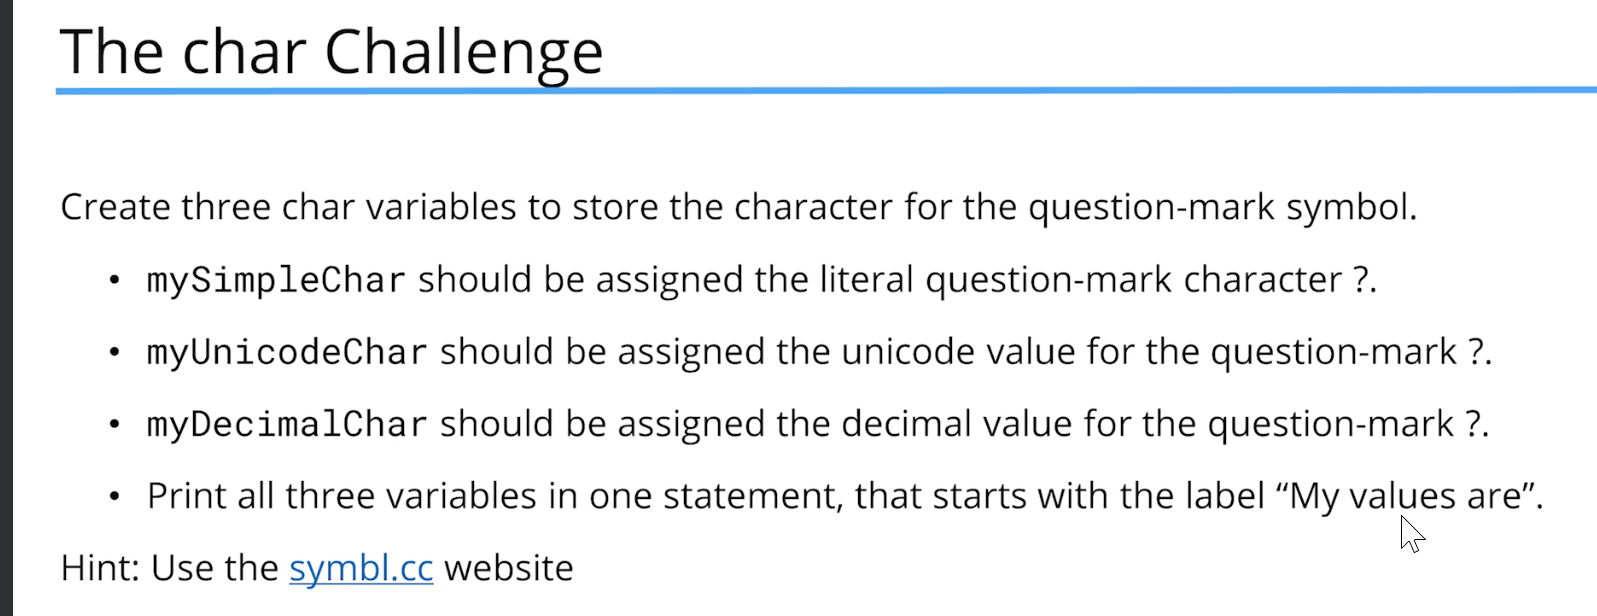 The char Challenge
Create three char variables to store the character for the question-mark symbol.
• mySimpleChar should be assigned the literal question-mark character ?.
• myUnicodeChar should be assigned the unicode value for the question-mark ?.
• myDecimalChar should be assigned the decimal value for the question-mark ?.
• Print all three variables in one statement, that starts with the label “My values are”.
Hint: Use the symbl.cc website